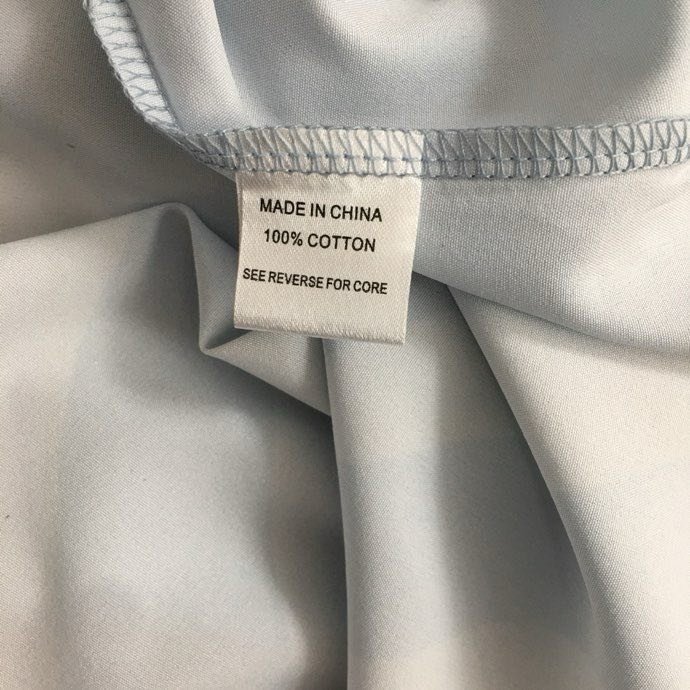 MADE IN CHINA
100% COTTON
SEE REVERSE FOR CORE